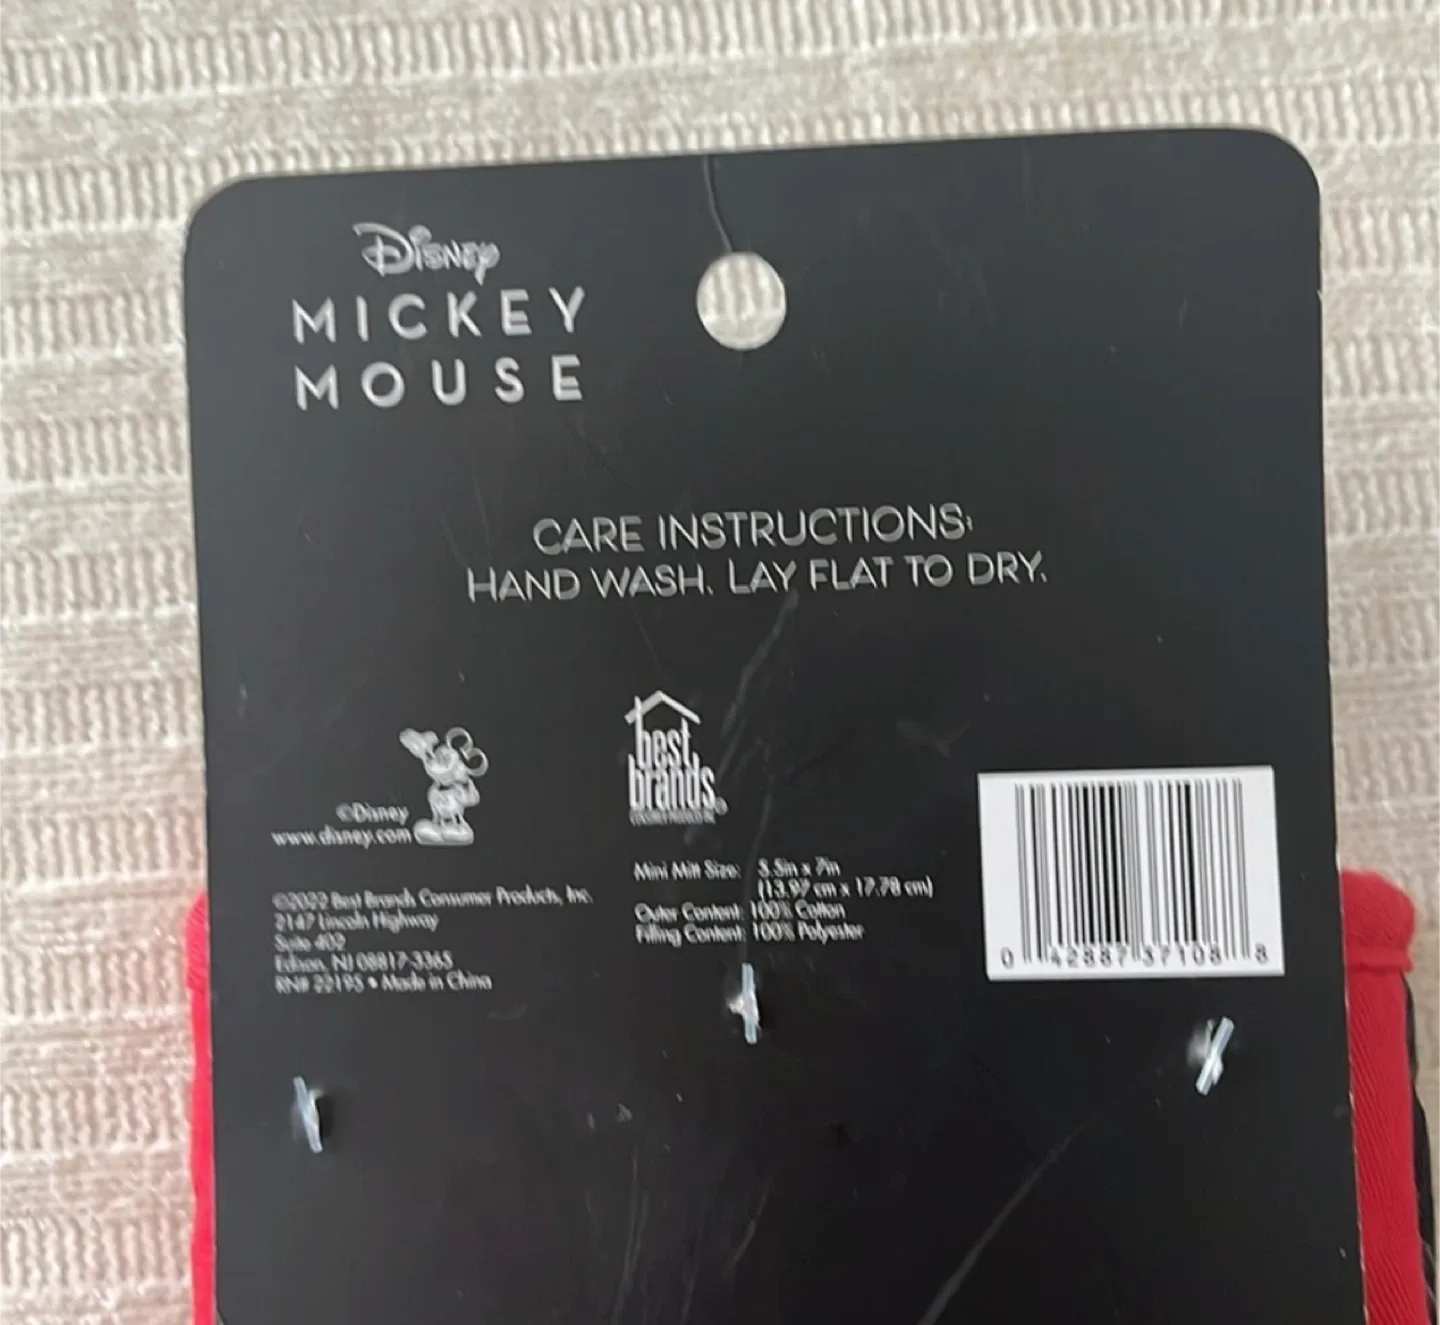 Disney
MICKEY
MOUSE
CARE INSTRUCTIONS:
HAND WASH. LAY FLAT TO DRY.
©Disney
www.disney.com
©2022 Best Brands Consumer Products, Inc.
2147 Lincoln Highway
Suite 402
Edison, NJ 08817-3365
RN# 22195 • Made in China
best
brands®
CONSUMER PRODUCTS INC
Mini Mitt Size: 5.5in x 7in
(13.97 cm x 17.78 cm)
Outer Content: 100% Cotton
Filling Content: 100% Polyester
0 42887 37108 8